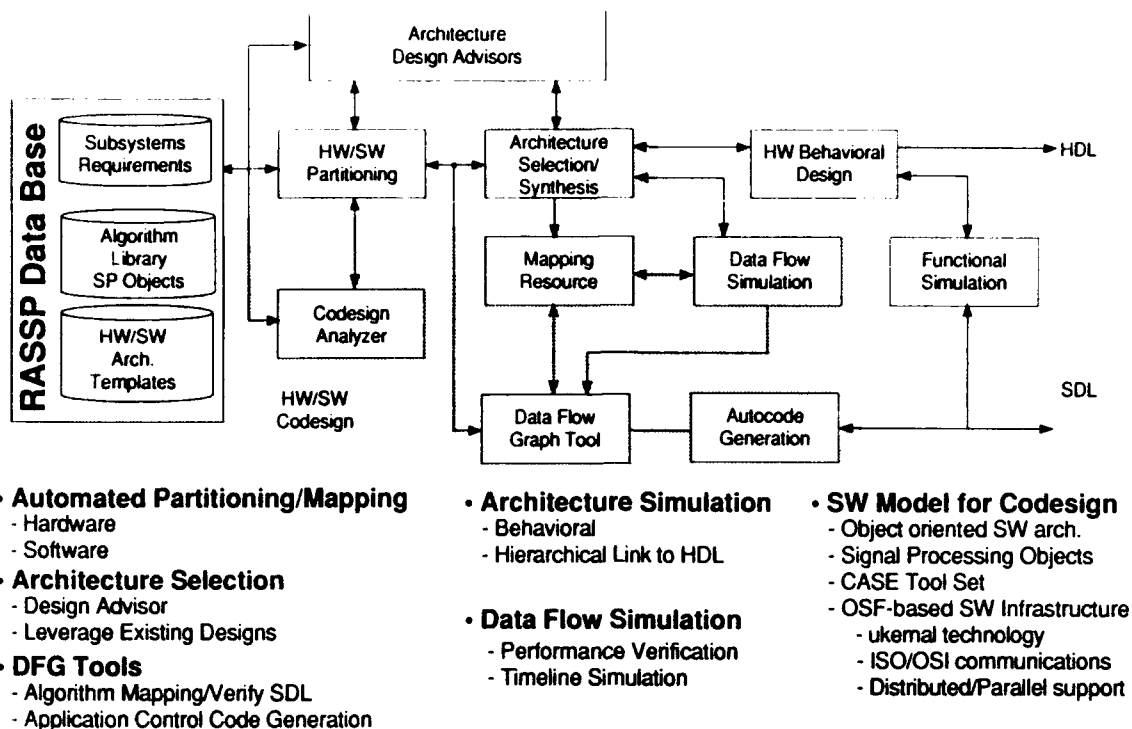 Architecture
Design Advisors
RASSP Data Base
Subsystems
Requirements
Algorithm
Library
SP Objects
HW/SW
Arch.
Templates
HW/SW
Partitioning
Codesign
Analyzer
HW/SW
Codesign
Architecture
Selection/
Synthesis
Mapping
Resource
Data Flow
Graph Tool
HW Behavioral
Design
Data Flow
Simulation
Functional
Simulation
Autocode
Generation
HDL
SDL
• Automated Partitioning/Mapping
- Hardware
- Software
• Architecture Selection
- Design Advisor
- Leverage Existing Designs
• DFG Tools
- Algorithm Mapping/Verify SDL
- Application Control Code Generation
• Architecture Simulation
- Behavioral
- Hierarchical Link to HDL
• Data Flow Simulation
- Performance Verification
- Timeline Simulation
• SW Model for Codesign
- Object oriented SW arch.
- Signal Processing Objects
- CASE Tool Set
- OSF-based SW Infrastructure
- ukernal technology
- ISO/OSI communications
- Distributed/Parallel support